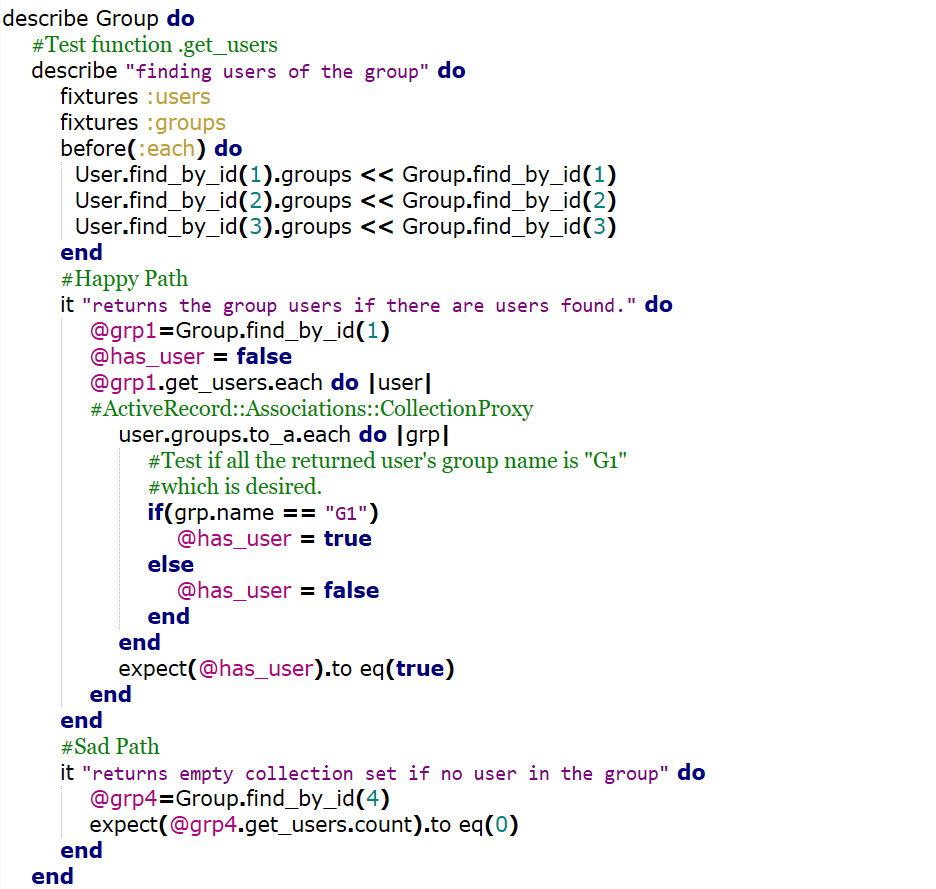 describe Group do
#Test function .get_users
describe "finding users of the group" do
fixtures :users
fixtures :groups
before(:each) do
User.find_by_id(1).groups << Group.find_by_id(1)
User.find_by_id(2).groups << Group.find_by_id(2)
User.find_by_id(3).groups << Group.find_by_id(3)
end
#Happy Path
it "returns the group users if there are users found." do
@grp1=Group.find_by_id(1)
@has_user = false
@grp1.get_users.each do |user|
#ActiveRecord::Associations::CollectionProxy
user.groups.to_a.each do |grp|
#Test if all the returned user's group name is "G1"
#which is desired.
if(grp.name == "G1")
@has_user = true
else
@has_user = false
end
end
expect(@has_user).to eq(true)
end
end
#Sad Path
it "returns empty collection set if no user in the group" do
@grp4=Group.find_by_id(4)
expect(@grp4.get_users.count).to eq(0)
end
end